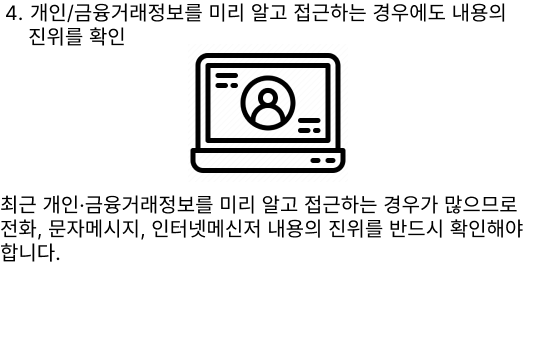 4. 개인/금융거래정보를 미리 알고 접근하는 경우에도 내용의
진위를 확인
최근 개인·금융거래정보를 미리 알고 접근하는 경우가 많으므로
전화, 문자메시지, 인터넷메신저 내용의 진위를 반드시 확인해야
합니다.